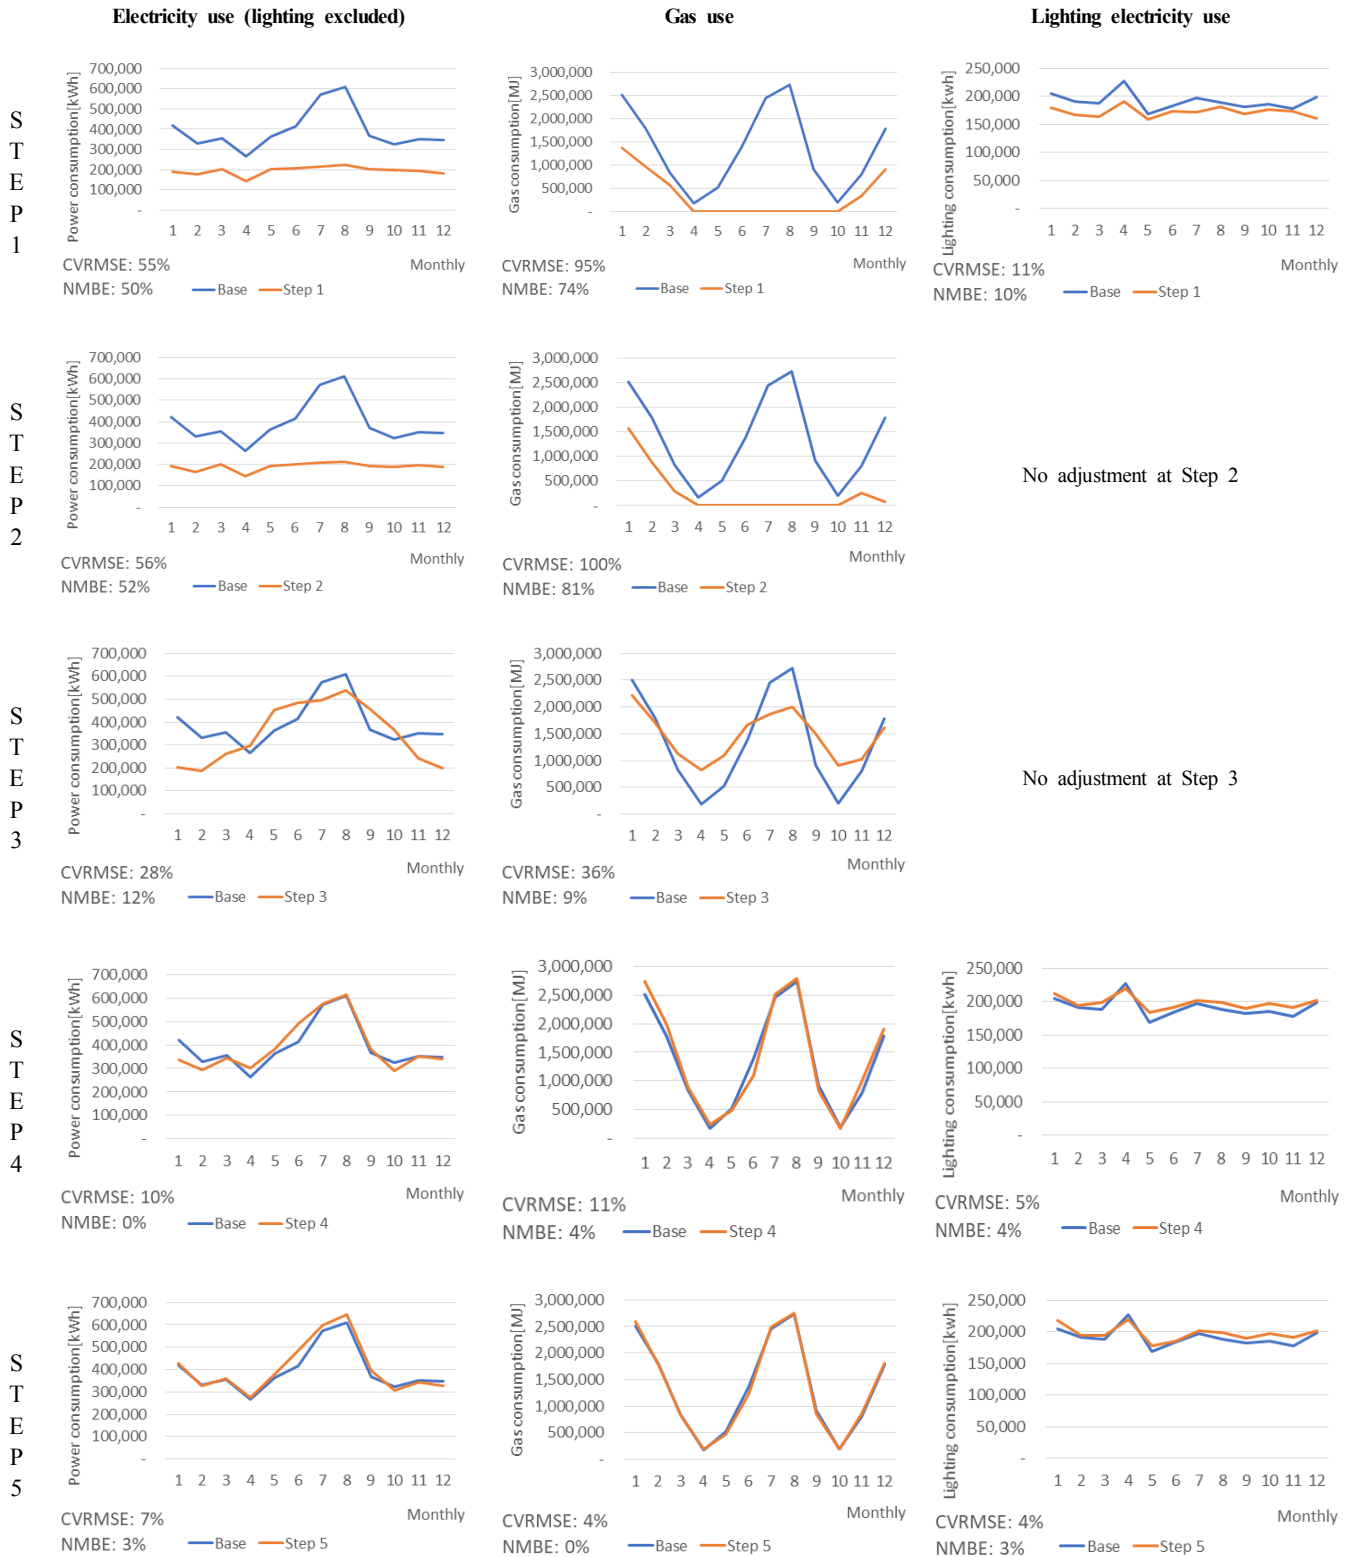 Electricity use (lighting excluded)
Gas use
Lighting electricity use
STEP1
Power consumption[kWh]
700,000
600,000
500,000
400,000
300,000
200,000
100,000
-
1 2 3 4 5 6 7 8 9 10 11 12
CVRMSE: 55%
Monthly
NMBE: 50%
Base Step 1
Gas consumption[MJ]
3,000,000
2,500,000
2,000,000
1,500,000
1,000,000
500,000
-
1 2 3 4 5 6 7 8 9 10 11 12
CVRMSE: 95%
Monthly
NMBE: 74%
Base Step 1
Lighting consumption[kwh]
250,000
200,000
150,000
100,000
50,000
-
1 2 3 4 5 6 7 8 9 10 11 12
CVRMSE: 11%
Monthly
NMBE: 10%
Base Step 1
STEP2
Power consumption[kWh]
700,000
600,000
500,000
400,000
300,000
200,000
100,000
-
1 2 3 4 5 6 7 8 9 10 11 12
CVRMSE: 56%
Monthly
NMBE: 52%
Base Step 2
Gas consumption[MJ]
3,000,000
2,500,000
2,000,000
1,500,000
1,000,000
500,000
-
1 2 3 4 5 6 7 8 9 10 11 12
CVRMSE: 100%
Monthly
NMBE: 81%
Base Step 2
No adjustment at Step 2
STEP3
Power consumption[kWh]
700,000
600,000
500,000
400,000
300,000
200,000
100,000
-
1 2 3 4 5 6 7 8 9 10 11 12
CVRMSE: 28%
Monthly
NMBE: 12%
Base Step 3
Gas consumption[MJ]
3,000,000
2,500,000
2,000,000
1,500,000
1,000,000
500,000
-
1 2 3 4 5 6 7 8 9 10 11 12
CVRMSE: 36%
Monthly
NMBE: 9%
Base Step 3
No adjustment at Step 3
STEP4
Power consumption[kWh]
700,000
600,000
500,000
400,000
300,000
200,000
100,000
-
1 2 3 4 5 6 7 8 9 10 11 12
CVRMSE: 10%
Monthly
NMBE: 0%
Base Step 4
Gas consumption[MJ]
3,000,000
2,500,000
2,000,000
1,500,000
1,000,000
500,000
-
1 2 3 4 5 6 7 8 9 10 11 12
CVRMSE: 11%
Monthly
NMBE: 4%
Base Step 4
Lighting consumption[kwh]
250,000
200,000
150,000
100,000
50,000
-
1 2 3 4 5 6 7 8 9 10 11 12
CVRMSE: 5%
Monthly
NMBE: 4%
Base Step 4
STEP5
Power consumption[kWh]
700,000
600,000
500,000
400,000
300,000
200,000
100,000
-
1 2 3 4 5 6 7 8 9 10 11 12
CVRMSE: 7%
Monthly
NMBE: 3%
Base Step 5
Gas consumption[MJ]
3,000,000
2,500,000
2,000,000
1,500,000
1,000,000
500,000
-
1 2 3 4 5 6 7 8 9 10 11 12
CVRMSE: 4%
Monthly
NMBE: 0%
Base Step 5
Lighting consumption[kwh]
250,000
200,000
150,000
100,000
50,000
-
1 2 3 4 5 6 7 8 9 10 11 12
CVRMSE: 4%
Monthly
NMBE: 3%
Base Step 5